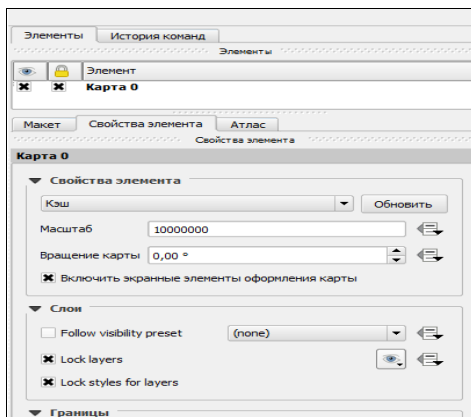 Элементы История команд
Элементы
Элемент
Карта 0
Макет Свойства элемента Атлас
Свойства элемента
Карта 0
Свойства элемента
Кэш Обновить
Масштаб 10000000
Вращение карты 0,00 °
Включить экранные элементы оформления карты
Слои
Follow visibility preset (none)
Lock layers
Lock styles for layers
Границы